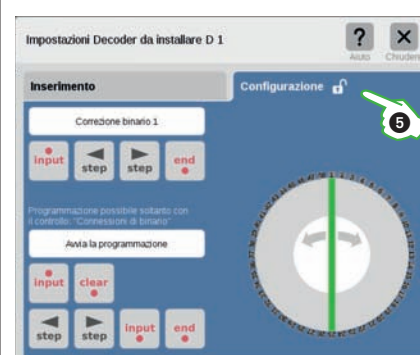 Impostazioni Decoder da installare D 1
Aiuto
Chiudere
Inserimento
Configurazione
5
Correzione binario 1
input
step
step
end
Programmazione possibile soltanto con
il controllo: "Connessioni di binario"
Avvia la programmazione
input
clear
step
step
input
end